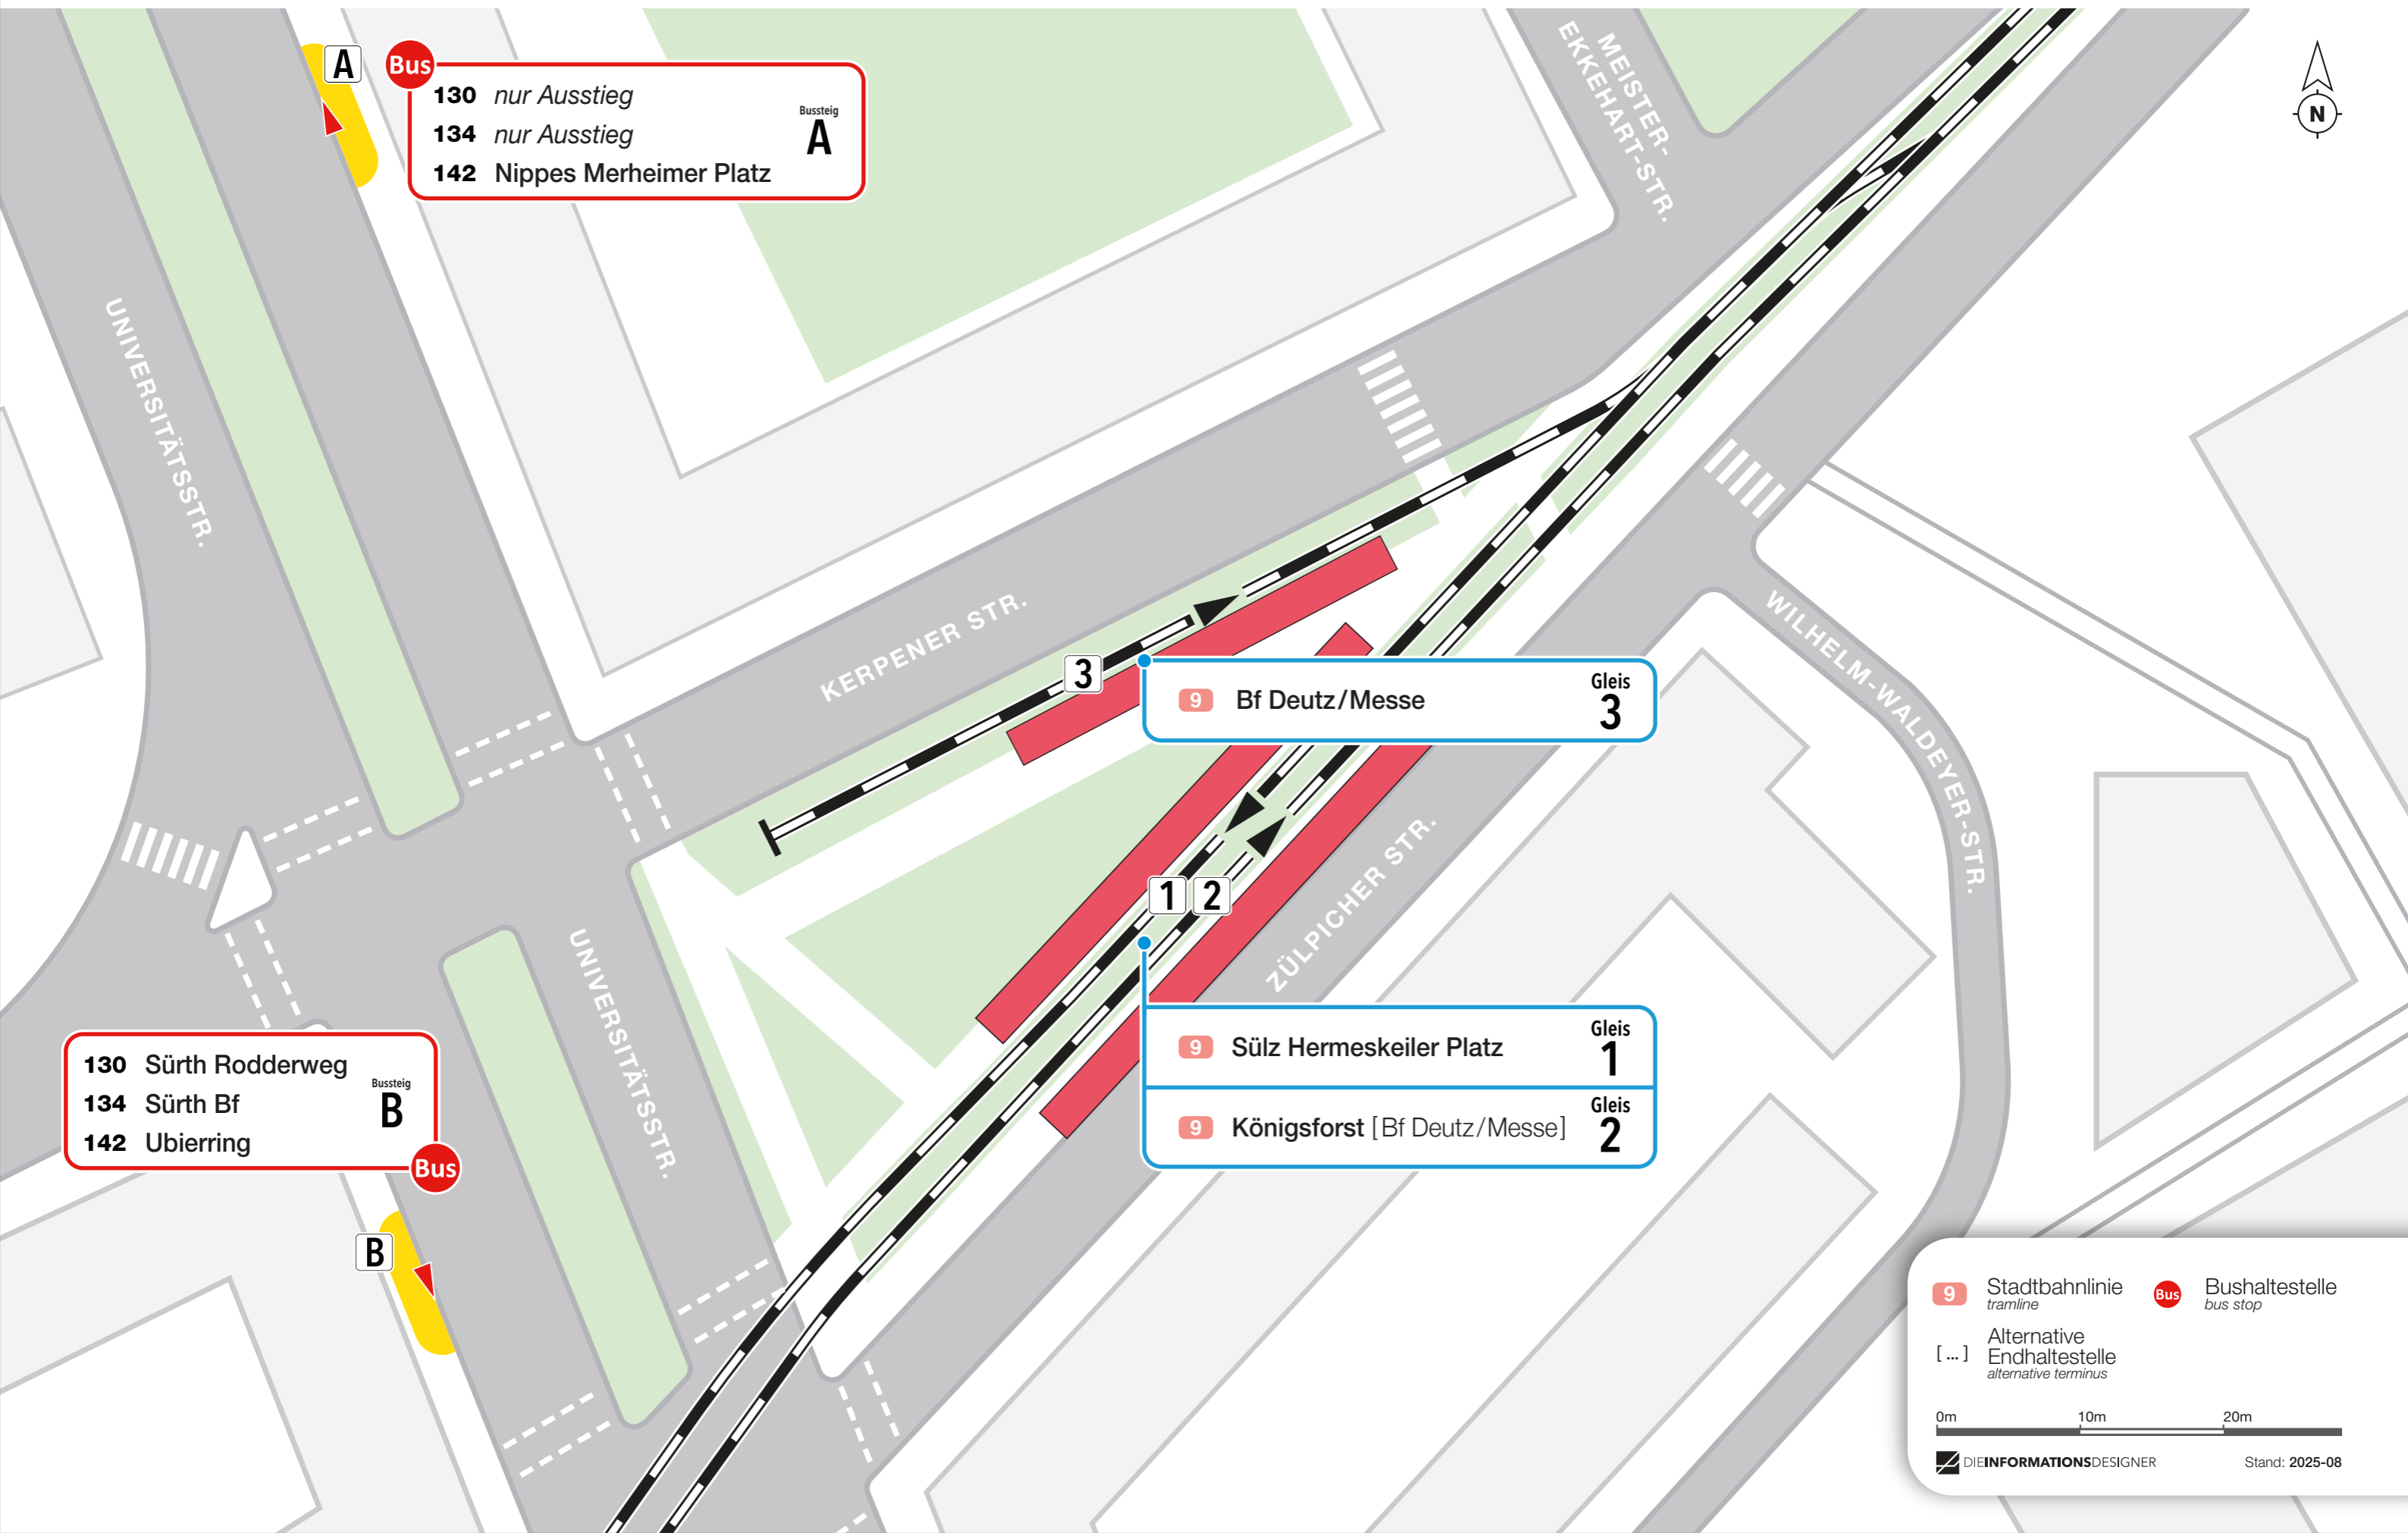 A
Bus
130 nur Ausstieg
134 nur Ausstieg
142 Nippes Merheimer Platz
Bussteig
A
MEISTER-
EKKEHART-STR.
N
UNIVERSITÄTSSTR.
KERPENER STR.
WILHELM-WALDEYER-STR.
3
9 Bf Deutz/Messe
Gleis
3
1 2
ZÜLPICHER STR.
UNIVERSITÄTSSTR.
9 Sülz Hermeskeiler Platz
Gleis
1
9 Königsforst [Bf Deutz/Messe]
Gleis
2
130 Sürth Rodderweg
134 Sürth Bf
142 Ubierring
Bussteig
B
Bus
B
9 Stadtbahnlinie
tramline
Bus Bushaltestelle
bus stop
[...] Alternative
Endhaltestelle
alternative terminus
0m 10m 20m
DIEINFORMATIONSDESIGNER
Stand: 2025-08